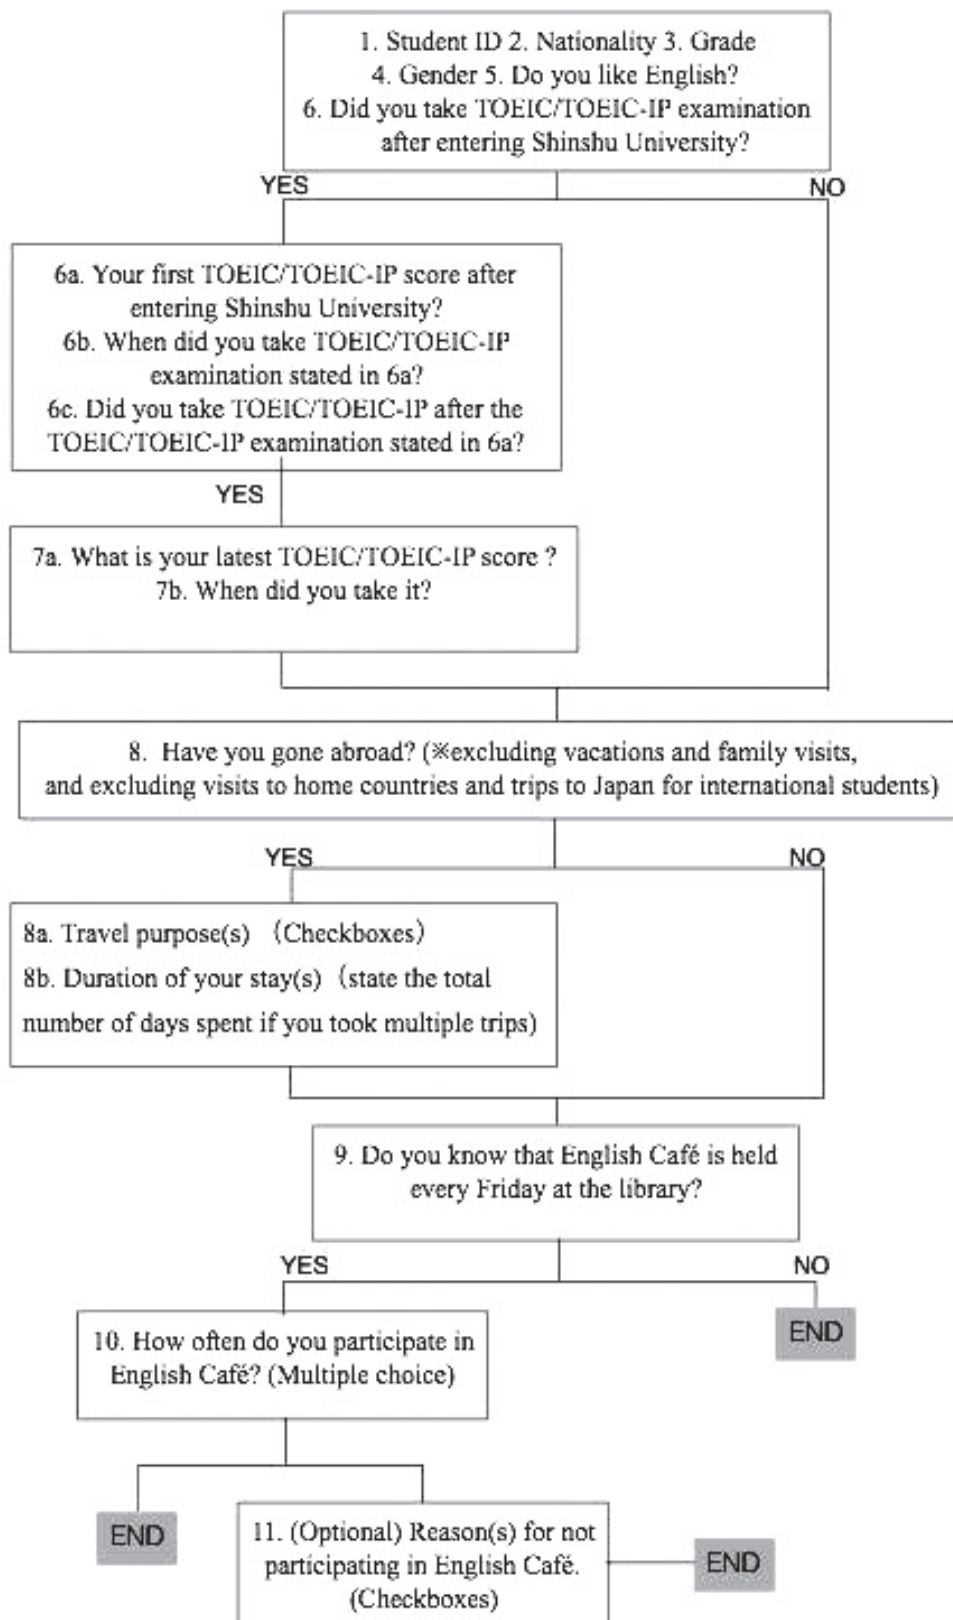 1. Student ID 2. Nationality 3. Grade
4. Gender 5. Do you like English?
6. Did you take TOEIC/TOEIC-IP examination
after entering Shinshu University?
YES
NO
6a. Your first TOEIC/TOEIC-IP score after
entering Shinshu University?
6b. When did you take TOEIC/TOEIC-IP
examination stated in 6a?
6c. Did you take TOEIC/TOEIC-IP after the
TOEIC/TOEIC-IP examination stated in 6a?
YES
7a. What is your latest TOEIC/TOEIC-IP score ?
7b. When did you take it?
8. Have you gone abroad? (※excluding vacations and family visits,
and excluding visits to home countries and trips to Japan for international students)
YES
NO
8a. Travel purpose(s) （Checkboxes）
8b. Duration of your stay(s)（state the total
number of days spent if you took multiple trips)
9. Do you know that English Café is held
every Friday at the library?
YES
NO
END
10. How often do you participate in
English Café? (Multiple choice)
END
11. (Optional) Reason(s) for not
participating in English Café.
(Checkboxes)
END